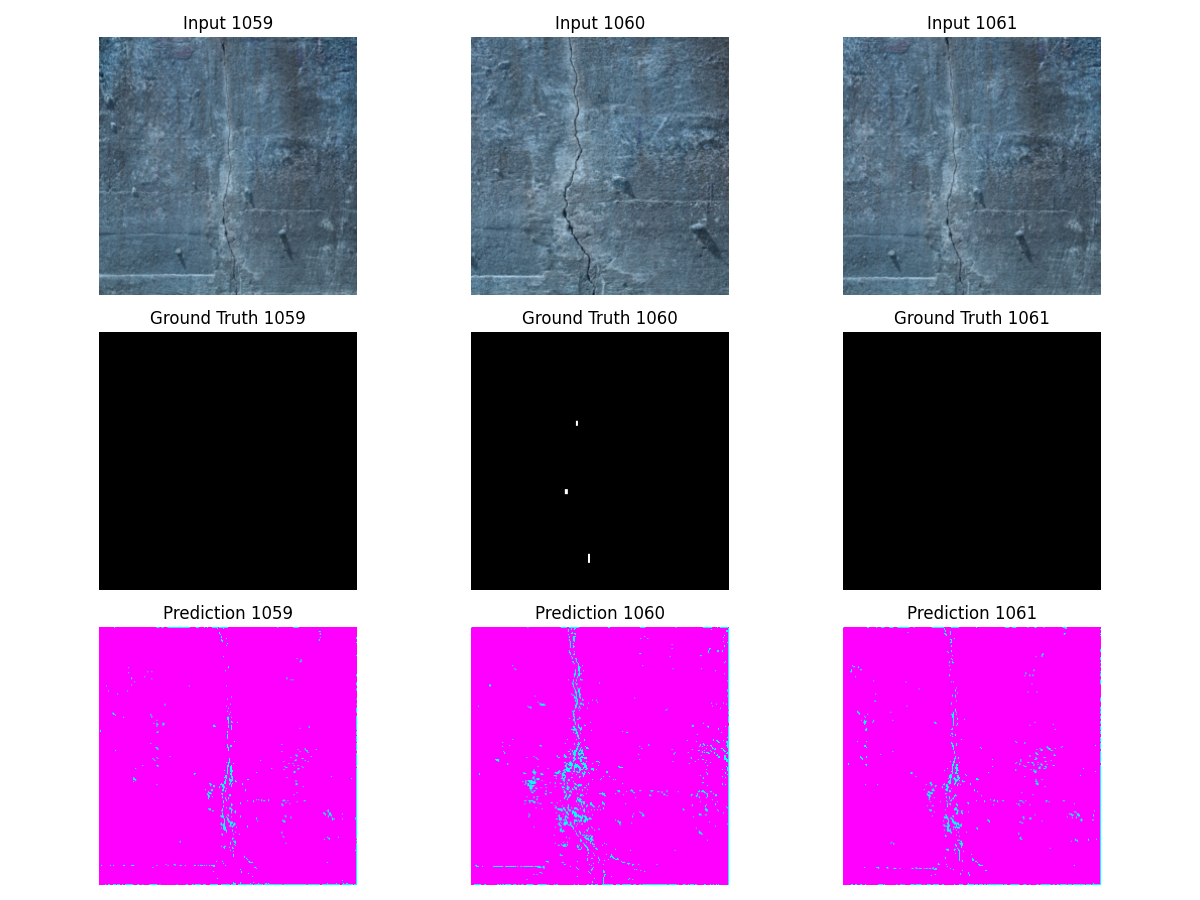 Input 1059
Input 1060
Input 1061
Ground Truth 1059
Ground Truth 1060
Ground Truth 1061
Prediction 1059
Prediction 1060
Prediction 1061